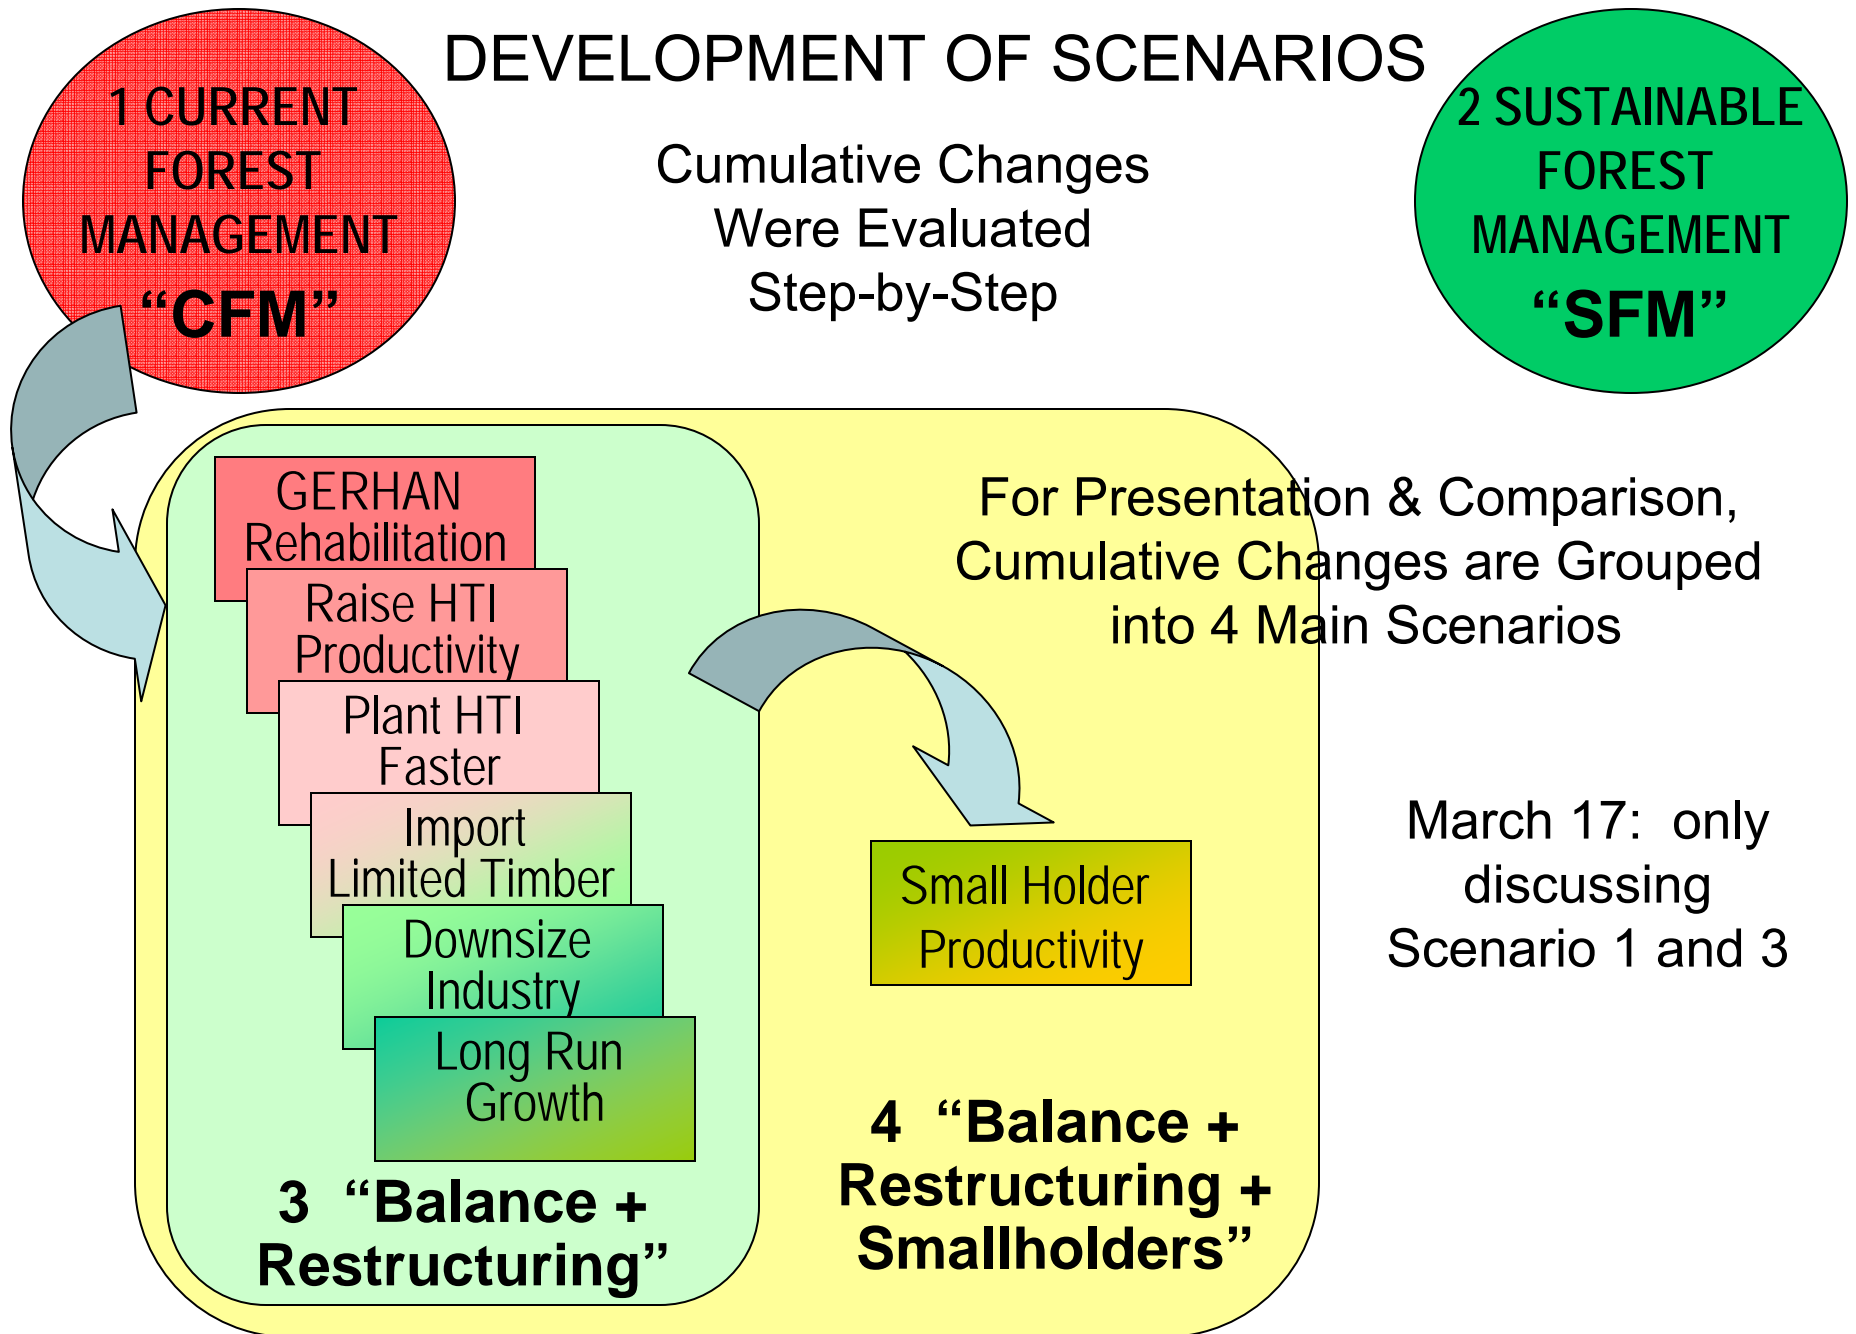 DEVELOPMENT OF SCENARIOS
1 CURRENT
FOREST
MANAGEMENT
“CFM”
Cumulative Changes
Were Evaluated
Step-by-Step
2 SUSTAINABLE
FOREST
MANAGEMENT
“SFM”
GERHAN
Rehabilitation
Raise HTI
Productivity
Plant HTI
Faster
Import
Limited Timber
Downsize
Industry
Long Run
Growth
3 “Balance +
Restructuring”
For Presentation & Comparison,
Cumulative Changes are Grouped
into 4 Main Scenarios
Small Holder
Productivity
4 “Balance +
Restructuring +
Smallholders”
March 17: only
discussing
Scenario 1 and 3